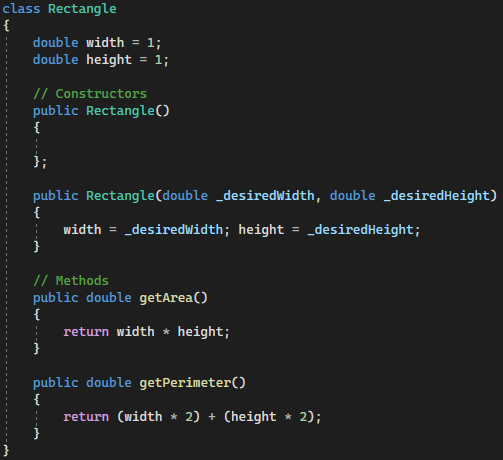 class Rectangle
{
    double width = 1;
    double height = 1;

    // Constructors
    public Rectangle()
    {

    };

    public Rectangle(double _desiredWidth, double _desiredHeight)
    {
        width = _desiredWidth; height = _desiredHeight;
    }

    // Methods
    public double getArea()
    {
        return width * height;
    }

    public double getPerimeter()
    {
        return (width * 2) + (height * 2);
    }
}